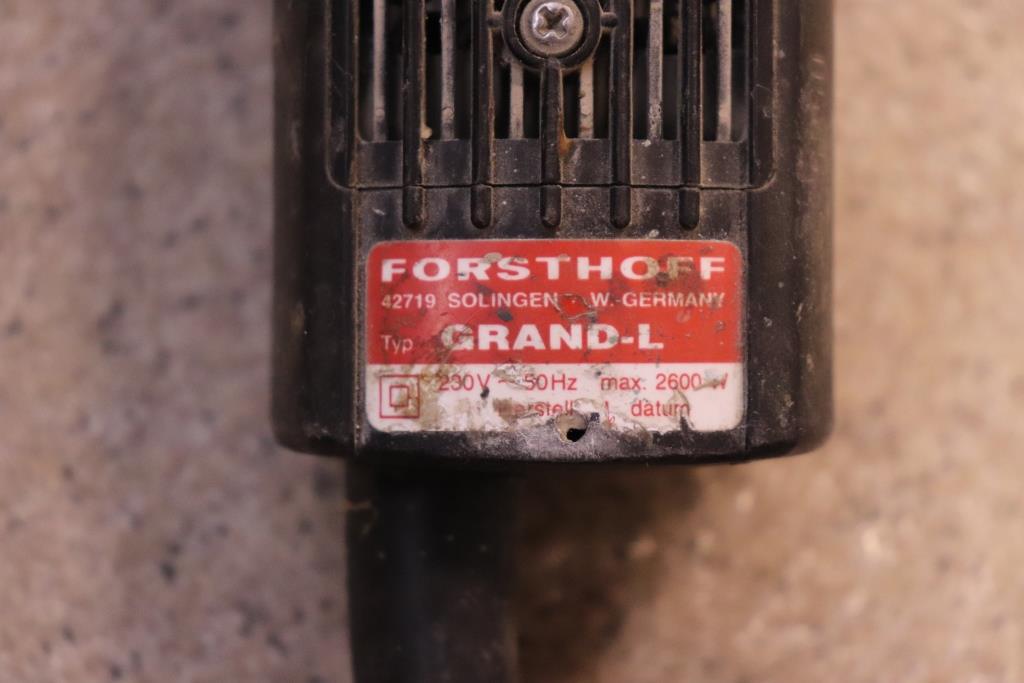 FORSTHOFF
42719 SOLINGEN W.-GERMANY
Typ GRAND-L
230V ~ 50Hz max. 2600 W
datum